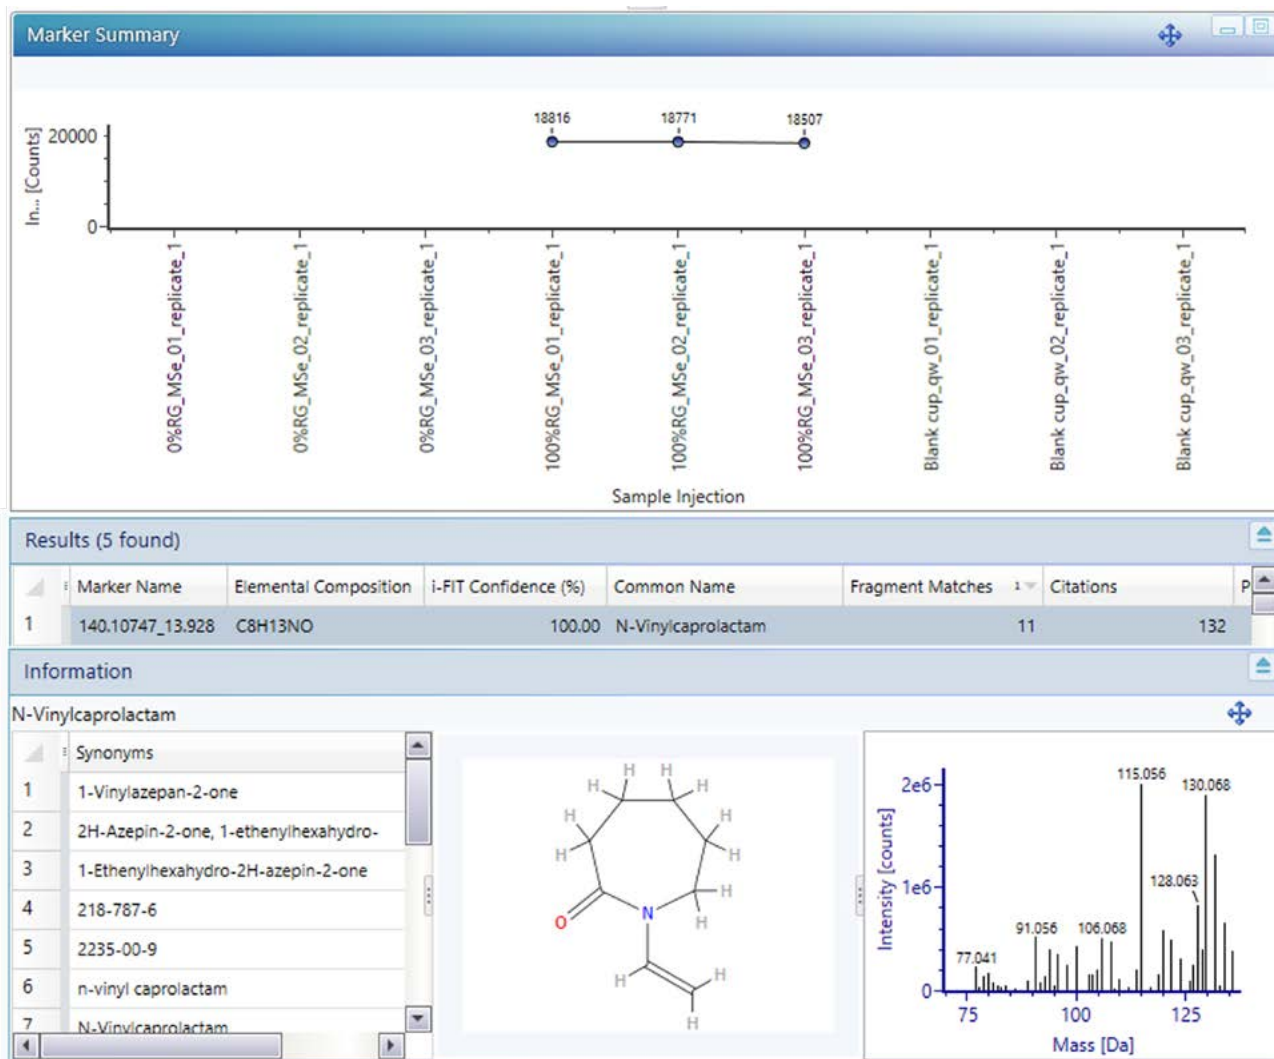 Marker Summary
In... [Counts]
20000
0
18816
18771
18507
0%RG_MSe_01_replicate_1
0%RG_MSe_02_replicate_1
0%RG_MSe_03_replicate_1
100%RG_MSe_01_replicate_1
100%RG_MSe_02_replicate_1
100%RG_MSe_03_replicate_1
Blank cup_qw_01_replicate_1
Blank cup_qw_02_replicate_1
Blank cup_qw_03_replicate_1
Sample Injection
Results (5 found)
Marker Name Elemental Composition i-FIT Confidence (%) Common Name Fragment Matches 1 Citations P
1 140.10747_13.928 C8H13NO 100.00 N-Vinylcaprolactam 11 132
Information
N-Vinylcaprolactam
Synonyms
1 1-Vinylazepan-2-one
2 2H-Azepin-2-one, 1-ethenylhexahydro-
3 1-Ethenylhexahydro-2H-azepin-2-one
4 218-787-6
5 2235-00-9
6 n-vinyl caprolactam
7 N-Vinylcaprolactam
H H
H H
H H
H H
H
O N H
H H
H
Intensity [counts]
2e6
1e6
0
115.056
130.068
128.063
91.056
106.068
77.041
75 100 125
Mass [Da]